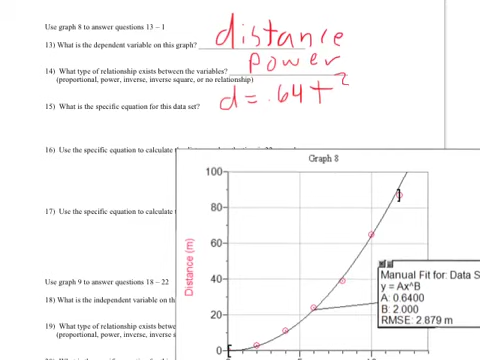 Use graph 8 to answer questions 13 – 1
13) What is the dependent variable on this graph? distance
14) What type of relationship exists between the variables? power
(proportional, power, inverse, inverse square, or no relationship)
15) What is the specific equation for this data set? d = .64t²
16) Use the specific equation to calculate
Graph 8
100
80
60
40
20
0
Distance (m)
0
5
10
Manual Fit for: Data S
y = Ax^B
A: 0.6400
B: 2.000
RMSE: 2.879 m
17) Use the specific equation to calculate t
Use graph 9 to answer questions 18 – 22
18) What is the independent variable on th
19) What type of relationship exists betwe
(proportional, power, inverse, inverse s